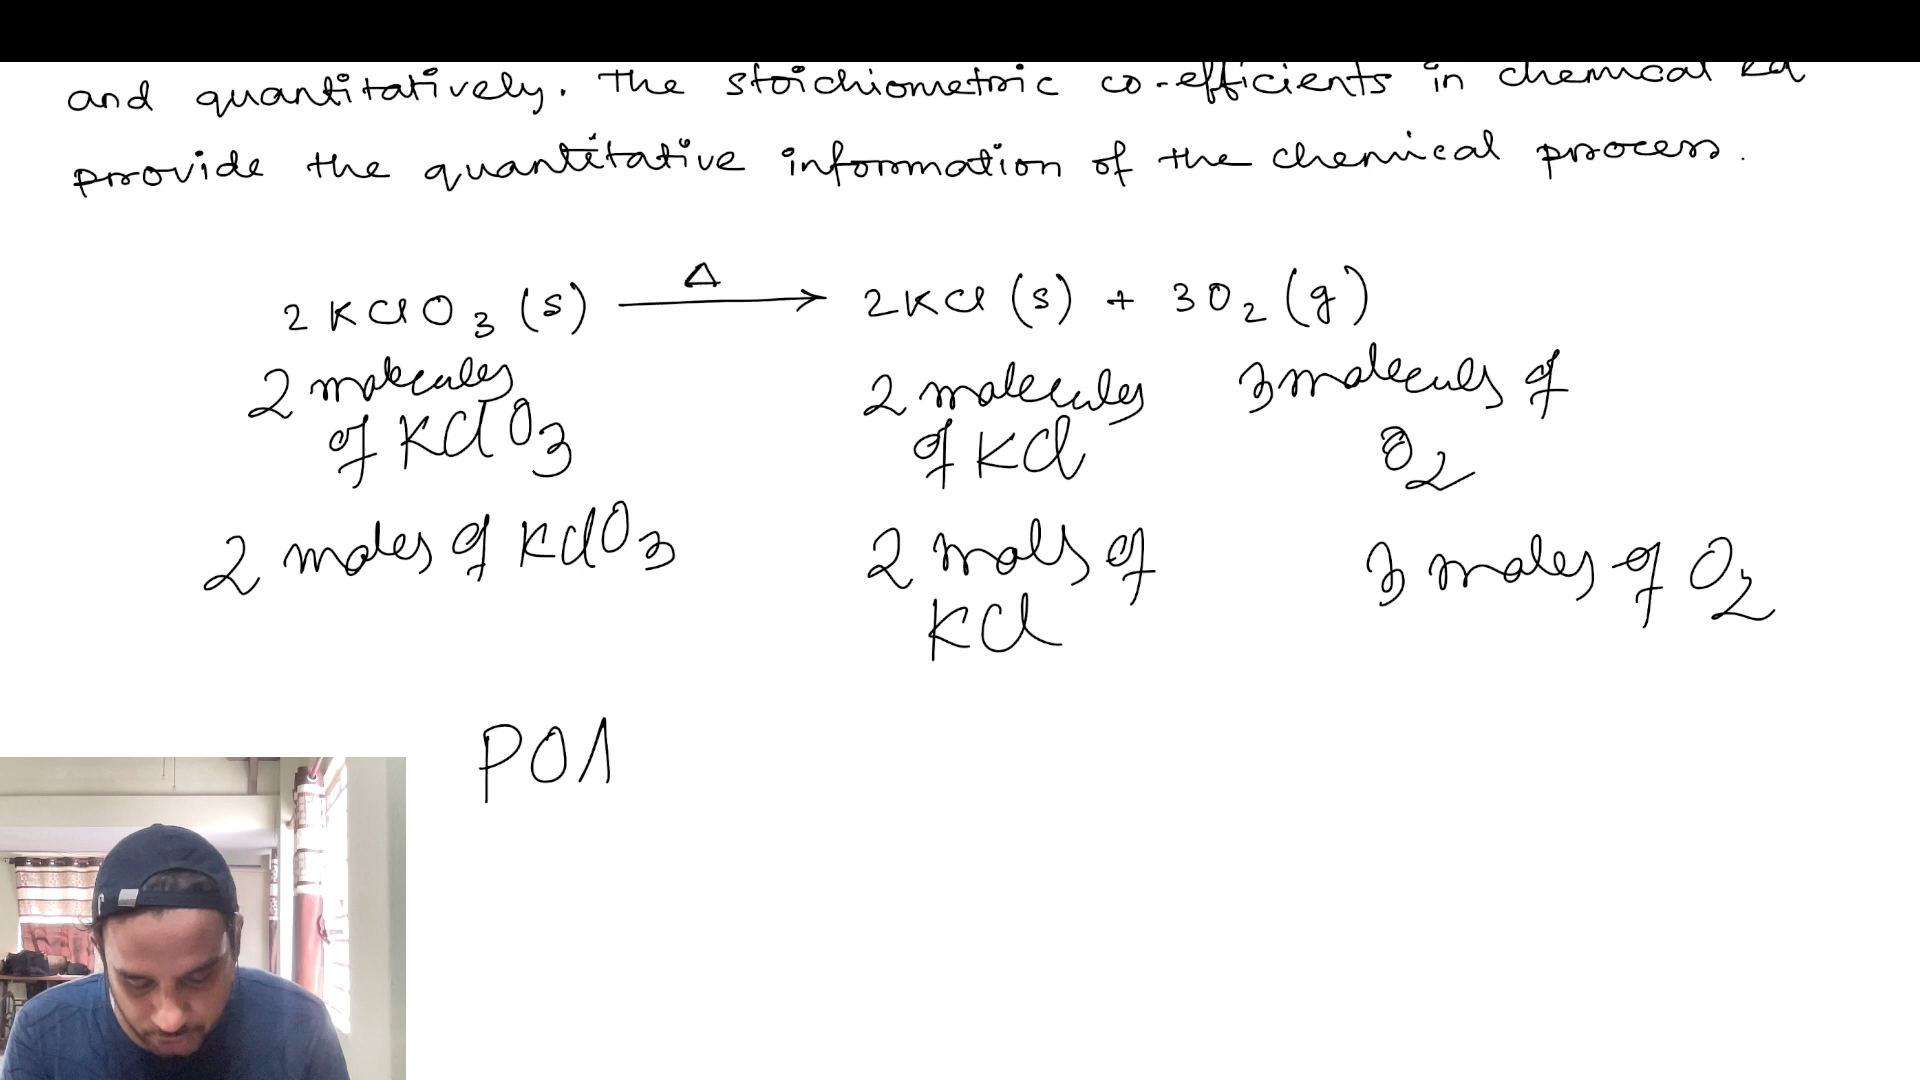 and quantitatively. The stoichiometric co-efficients in chemical Eq
provide the quantitative information of the chemical process.
Δ
2KClO3 (s) → 2KCl (s) + 3O2 (g)
2 molecules 2 molecules 3 molecules of
of KClO3 of KCl O2
2 moles of KClO3 2 mols of 3 moles of O2
KCl